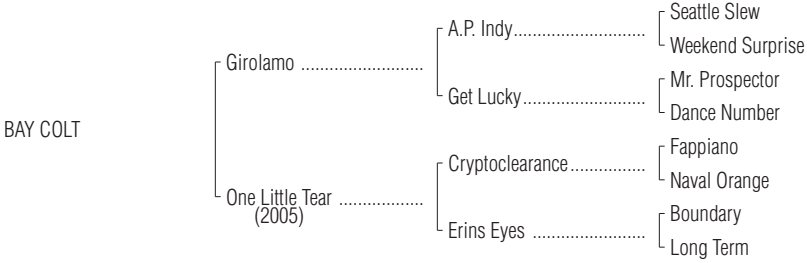 Seattle Slew
A.P. Indy..........................
Weekend Surprise
Girolamo ........................
Mr. Prospector
Get Lucky........................
Dance Number
BAY COLT
Fappiano
Cryptoclearance...............
Naval Orange
One Little Tear .................
(2005)
Boundary
Erins Eyes ......................
Long Term